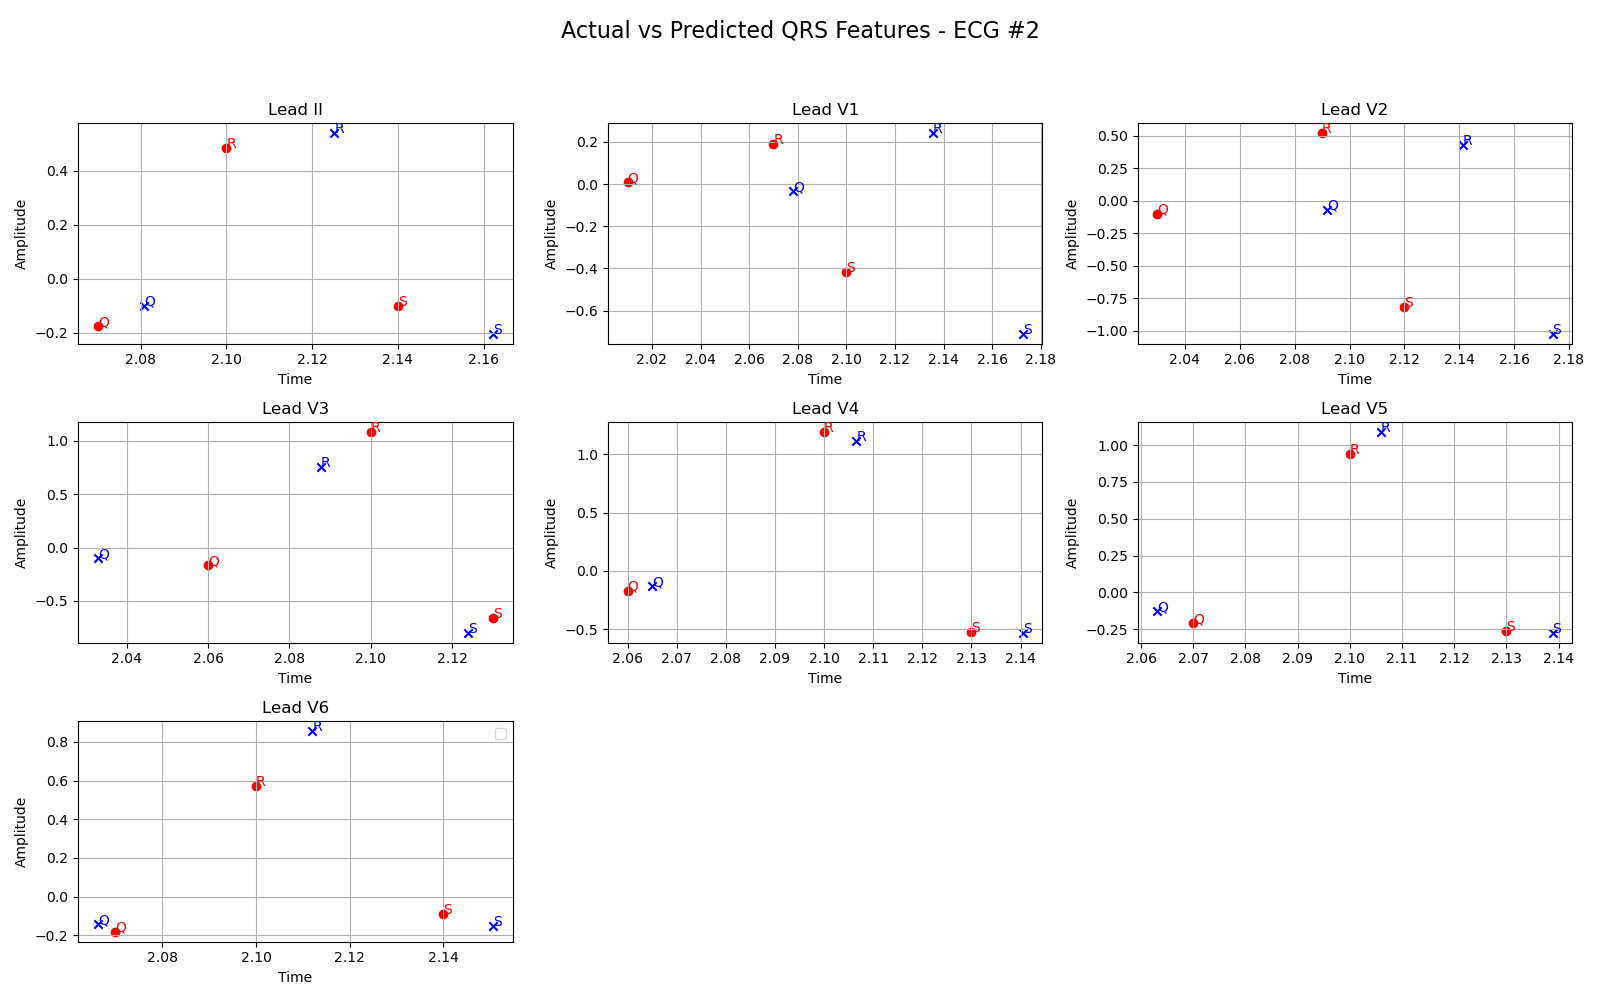 Actual vs Predicted QRS Features - ECG #2
Lead II
Amplitude
0.4
0.2
0.0
−0.2
R
R
Q
Q
S
S
2.08
2.10
2.12
2.14
2.16
Time
Lead V1
Amplitude
0.2
0.0
−0.2
−0.4
−0.6
Q
R
Q
R
S
S
2.02
2.04
2.06
2.08
2.10
2.12
2.14
2.16
2.18
Time
Lead V2
Amplitude
0.50
0.25
0.00
−0.25
−0.50
−0.75
−1.00
R
R
Q
Q
S
S
2.04
2.06
2.08
2.10
2.12
2.14
2.16
2.18
Time
Lead V3
Amplitude
1.0
0.5
0.0
−0.5
R
R
Q
Q
S
S
2.04
2.06
2.08
2.10
2.12
Time
Lead V4
Amplitude
1.0
0.5
0.0
−0.5
R
R
Q
Q
S
S
2.06
2.07
2.08
2.09
2.10
2.11
2.12
2.13
2.14
Time
Lead V5
Amplitude
1.00
0.75
0.50
0.25
0.00
−0.25
R
R
Q
Q
S
S
2.06
2.07
2.08
2.09
2.10
2.11
2.12
2.13
2.14
Time
Lead V6
Amplitude
0.8
0.6
0.4
0.2
0.0
−0.2
R
R
Q
Q
S
S
2.08
2.10
2.12
2.14
Time